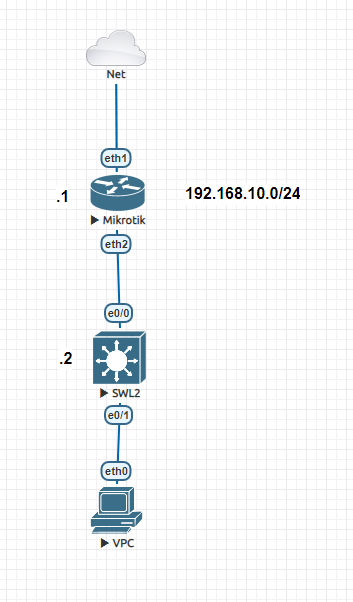 Net
eth1
.1
192.168.10.0/24
Mikrotik
eth2
e0/0
.2
SWL2
e0/1
eth0
VPC